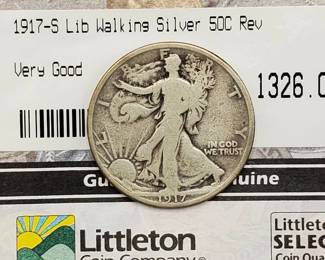 1917-S Lib Walking Silver 50C Rev
Very Good
1326.0
LIBERTY
IN GOD
WE TRUST
1917
Gu
uine
Littleton
Coin Company
Littlet
SELEC
Coin Qua